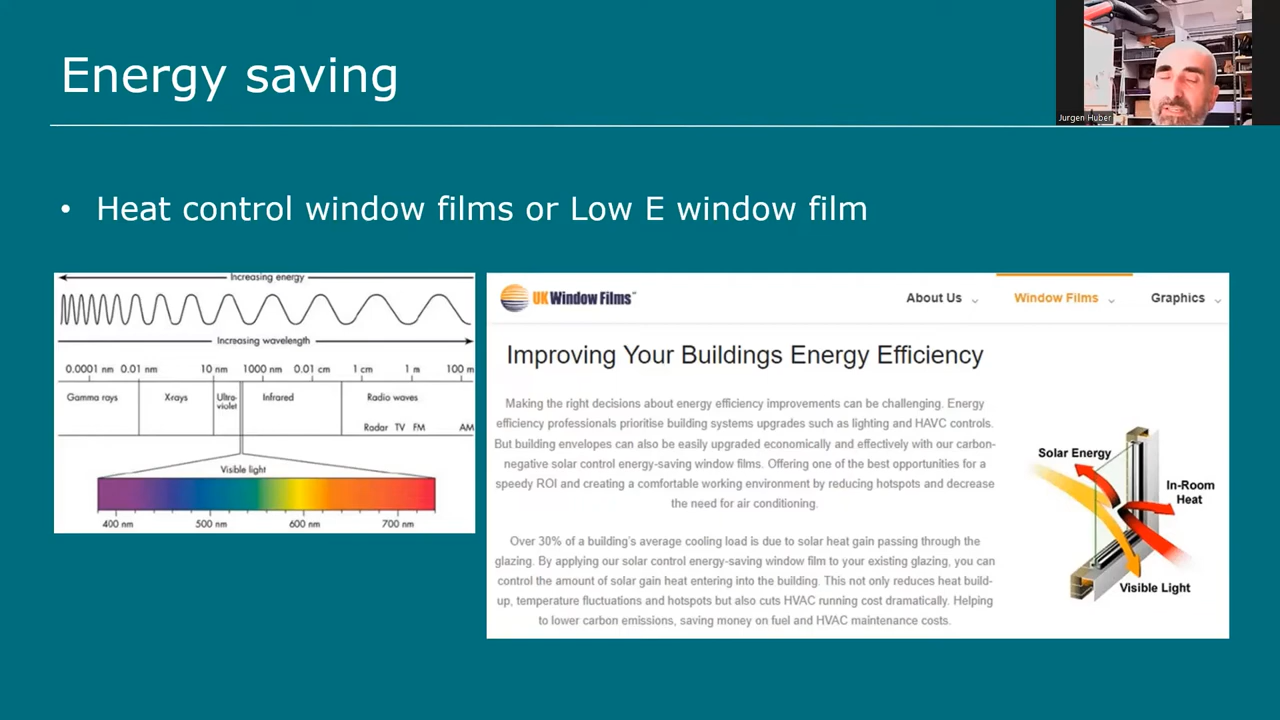 Energy saving
Jurgen Huber
• Heat control window films or Low E window film
Increasing energy
Increasing wavelength
0.0001 nm 0.01 nm 10 nm 1000 nm 0.01 cm 1 cm 1 m 100 m
Gamma rays X-rays Ultra-violet Infrared Radio waves
Radar TV FM AM
Visible light
400 nm 500 nm 600 nm 700 nm
UK Window Films™
About Us Window Films Graphics
Improving Your Buildings Energy Efficiency
Making the right decisions about energy efficiency improvements can be challenging. Energy
efficiency professionals prioritise building systems upgrades such as lighting and HAVC controls.
But building envelopes can also be easily upgraded economically and effectively with our carbon-
negative solar control energy-saving window films. Offering one of the best opportunities for a
speedy ROI and creating a comfortable working environment by reducing hotspots and decrease
the need for air conditioning.
Over 30% of a building's average cooling load is due to solar heat gain passing through the
glazing. By applying our solar control energy-saving window film to your existing glazing, you can
control the amount of solar gain heat entering into the building. This not only reduces heat build-
up, temperature fluctuations and hotspots but also cuts HVAC running cost dramatically. Helping
to lower carbon emissions, saving money on fuel and HVAC maintenance costs.
Solar Energy
In-Room
Heat
Visible Light